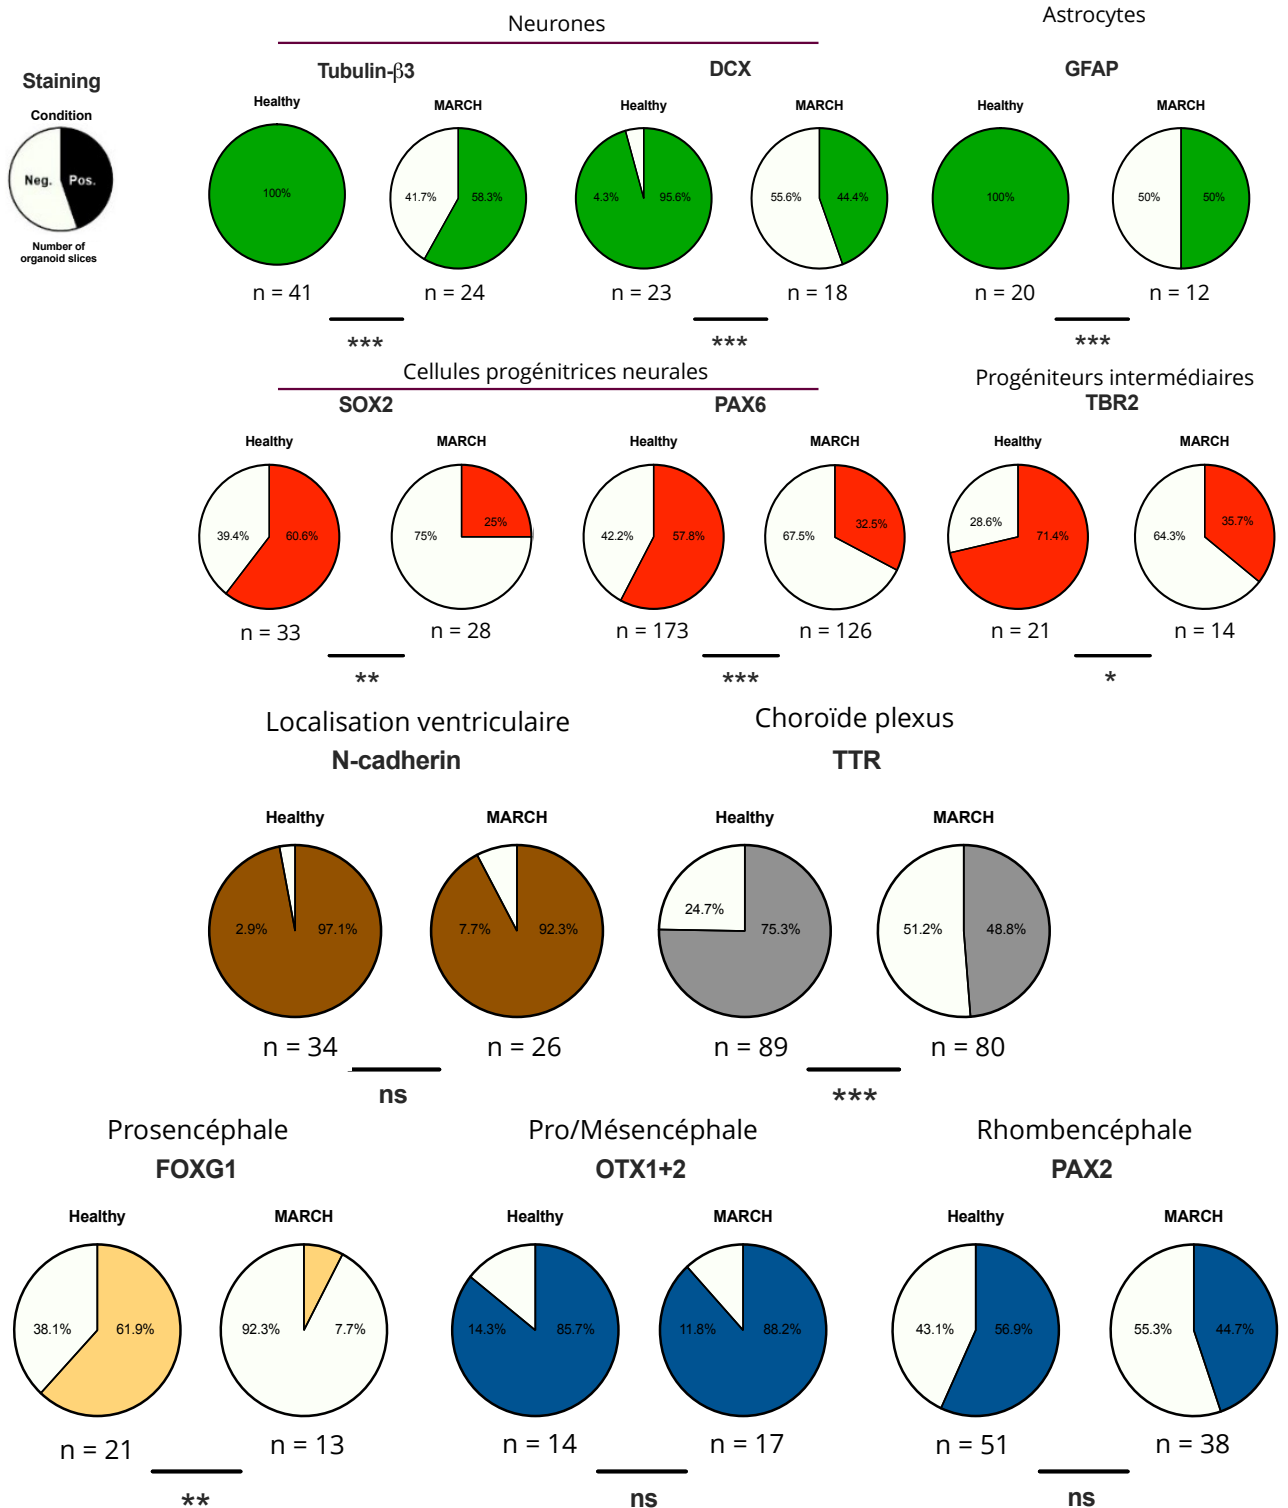 Neurones
Astrocytes
Staining
Condition
Neg. Pos.
Number of
organoid slices
Tubulin-β3
DCX
GFAP
Healthy MARCH Healthy MARCH Healthy MARCH
100% 41.7% 58.3% 4.3% 95.6% 55.6% 44.4% 100% 50% 50%
n = 41 n = 24 n = 23 n = 18 n = 20 n = 12
*** *** ***
Cellules progénitrices neurales
Progéniteurs intermédiaires
SOX2 PAX6 TBR2
Healthy MARCH Healthy MARCH Healthy MARCH
39.4% 60.6% 75% 25% 42.2% 57.8% 67.5% 32.5% 28.6% 71.4% 64.3% 35.7%
n = 33 n = 28 n = 173 n = 126 n = 21 n = 14
** *** *
Localisation ventriculaire Choroïde plexus
N-cadherin TTR
Healthy MARCH Healthy MARCH
2.9% 97.1% 7.7% 92.3% 24.7% 75.3% 51.2% 48.8%
n = 34 n = 26 n = 89 n = 80
ns ***
Prosencéphale Pro/Mésencéphale Rhombencéphale
FOXG1 OTX1+2 PAX2
Healthy MARCH Healthy MARCH Healthy MARCH
38.1% 61.9% 92.3% 7.7% 14.3% 85.7% 11.8% 88.2% 43.1% 56.9% 55.3% 44.7%
n = 21 n = 13 n = 14 n = 17 n = 51 n = 38
** ns ns